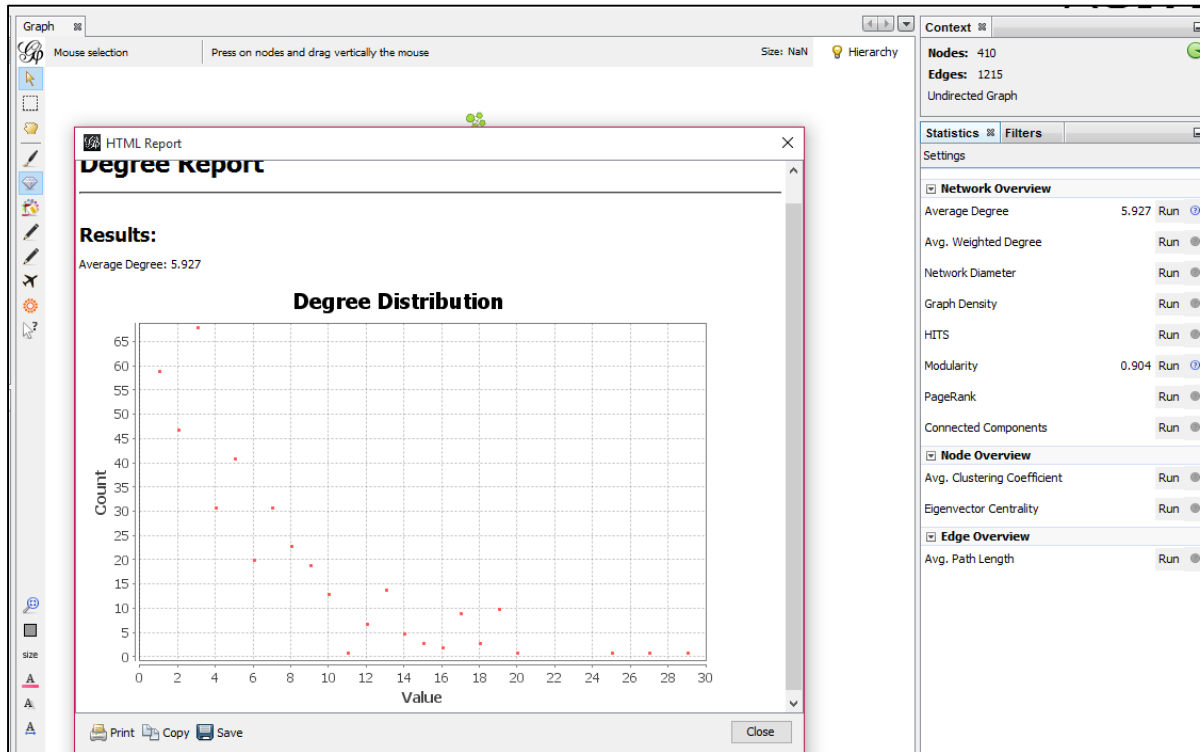 Graph
Mouse selection
Press on nodes and drag vertically the mouse
Size: NaN
Hierarchy
HTML Report
Degree Report
Results:
Average Degree: 5.927
Degree Distribution
65
60
55
50
45
40
35
30
25
20
15
10
5
0
Count
0 2 4 6 8 10 12 14 16 18 20 22 24 26 28 30
Value
Print Copy Save
Close
size
A
A
A
Context
Nodes: 410
Edges: 1215
Undirected Graph
Statistics Filters
Settings
Network Overview
Average Degree 5.927 Run
Avg. Weighted Degree Run
Network Diameter Run
Graph Density Run
HITS Run
Modularity 0.904 Run
PageRank Run
Connected Components Run
Node Overview
Avg. Clustering Coefficient Run
Eigenvector Centrality Run
Edge Overview
Avg. Path Length Run